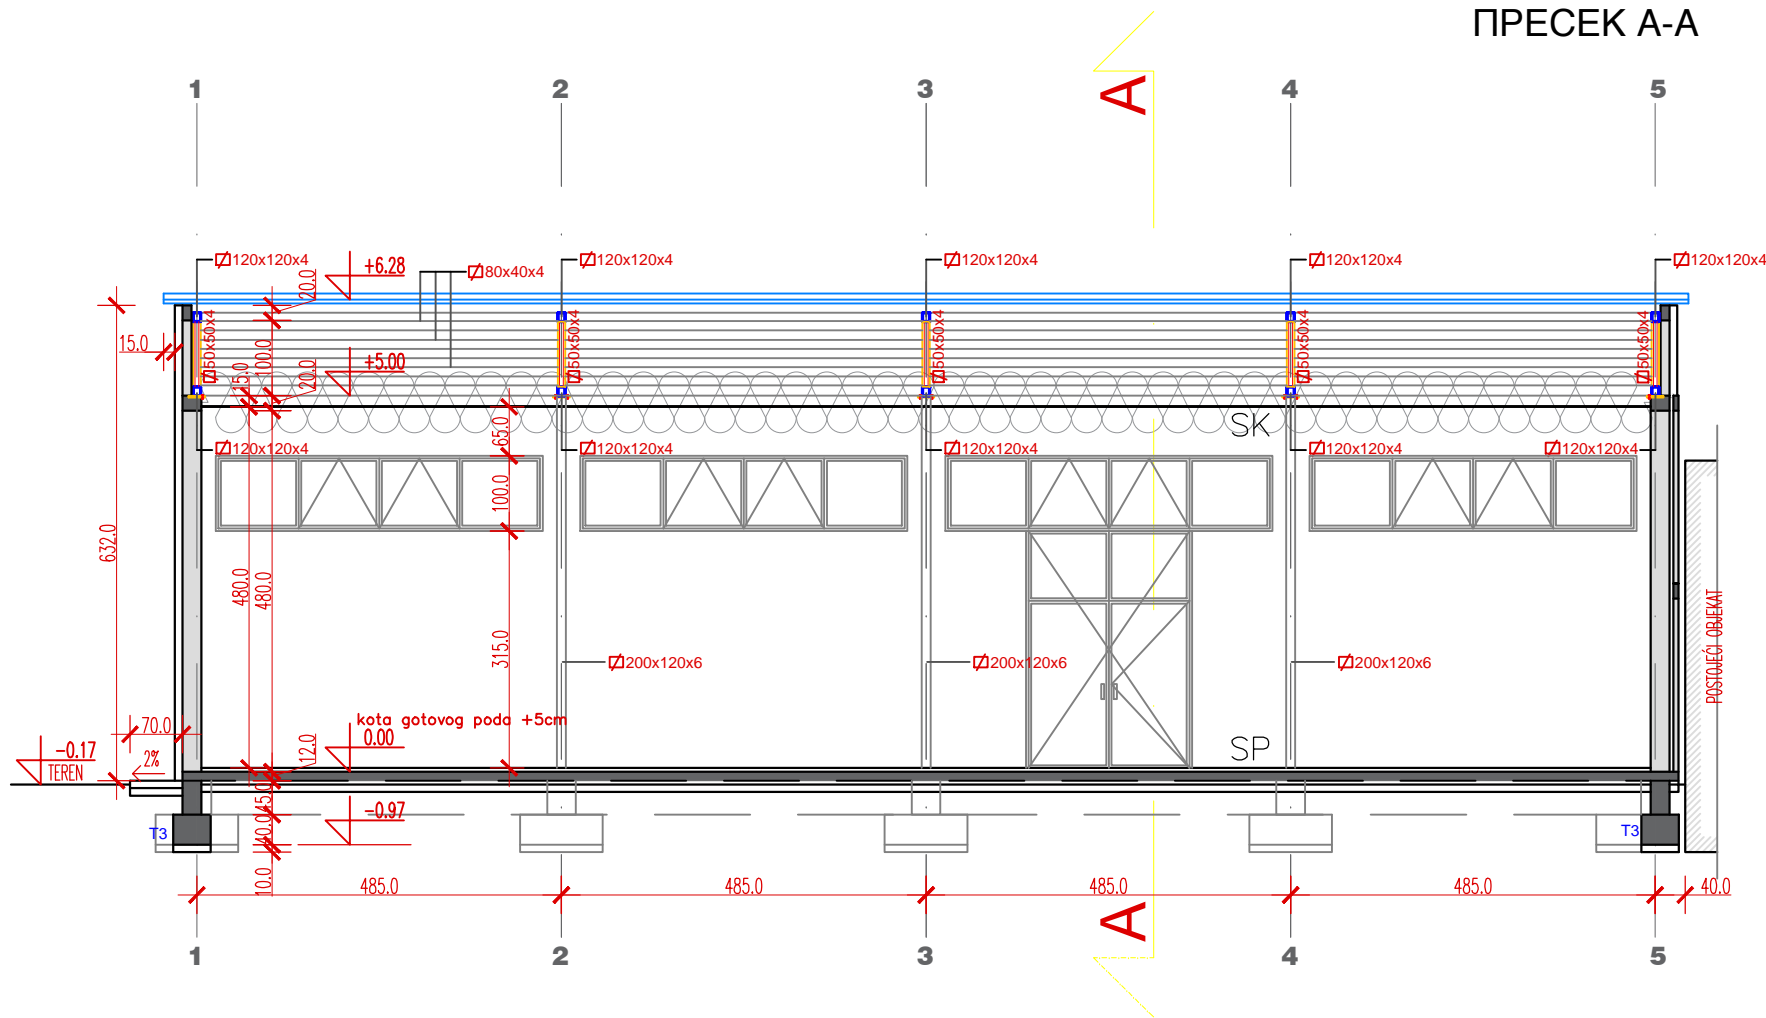 ПРЕСЕК А-А
1 2 3 A 4 5
120x120x4 +6.28 80x40x4 120x120x4 120x120x4 120x120x4 120x120x4
20.0
50x50x4 50x50x4 50x50x4 50x50x4 50x50x4
15.0 100.0 +5.00
15.0 20.0
65.0 SK
120x120x4 120x120x4 120x120x4 120x120x4 120x120x4
100.0
632.0
480.0 480.0
315.0
POSTOJEĆI OBJEKAT
200x120x6 200x120x6 200x120x6
kota gotovog poda +5cm
70.0 0.00
12.0 SP
-0.17 2%
TEREN
45.0
-0.97
T3 40.0 T3
10.0 485.0 485.0 485.0 485.0 40.0
A
1 2 3 4 5